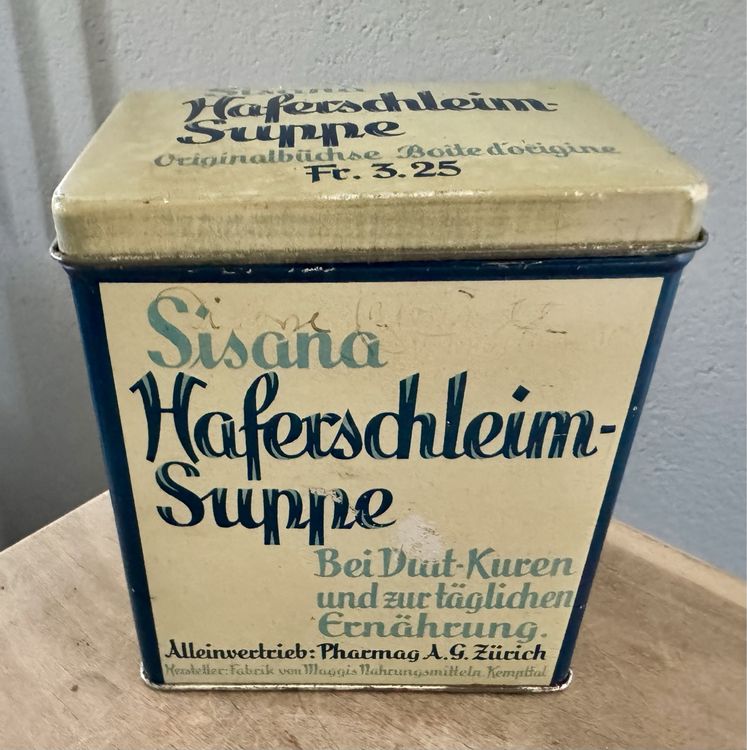 Sisana
Haferschleim-
Suppe
Originalbüchse Boite d'origine
Fr. 3.25
Sisana
Haferschleim-
Suppe
Bei Diät-Kuren
und zur täglichen
Ernährung.
Alleinvertrieb: Pharmag A.G. Zürich
Hersteller: Fabrik von Maggis Nahrungsmitteln, Kempttal